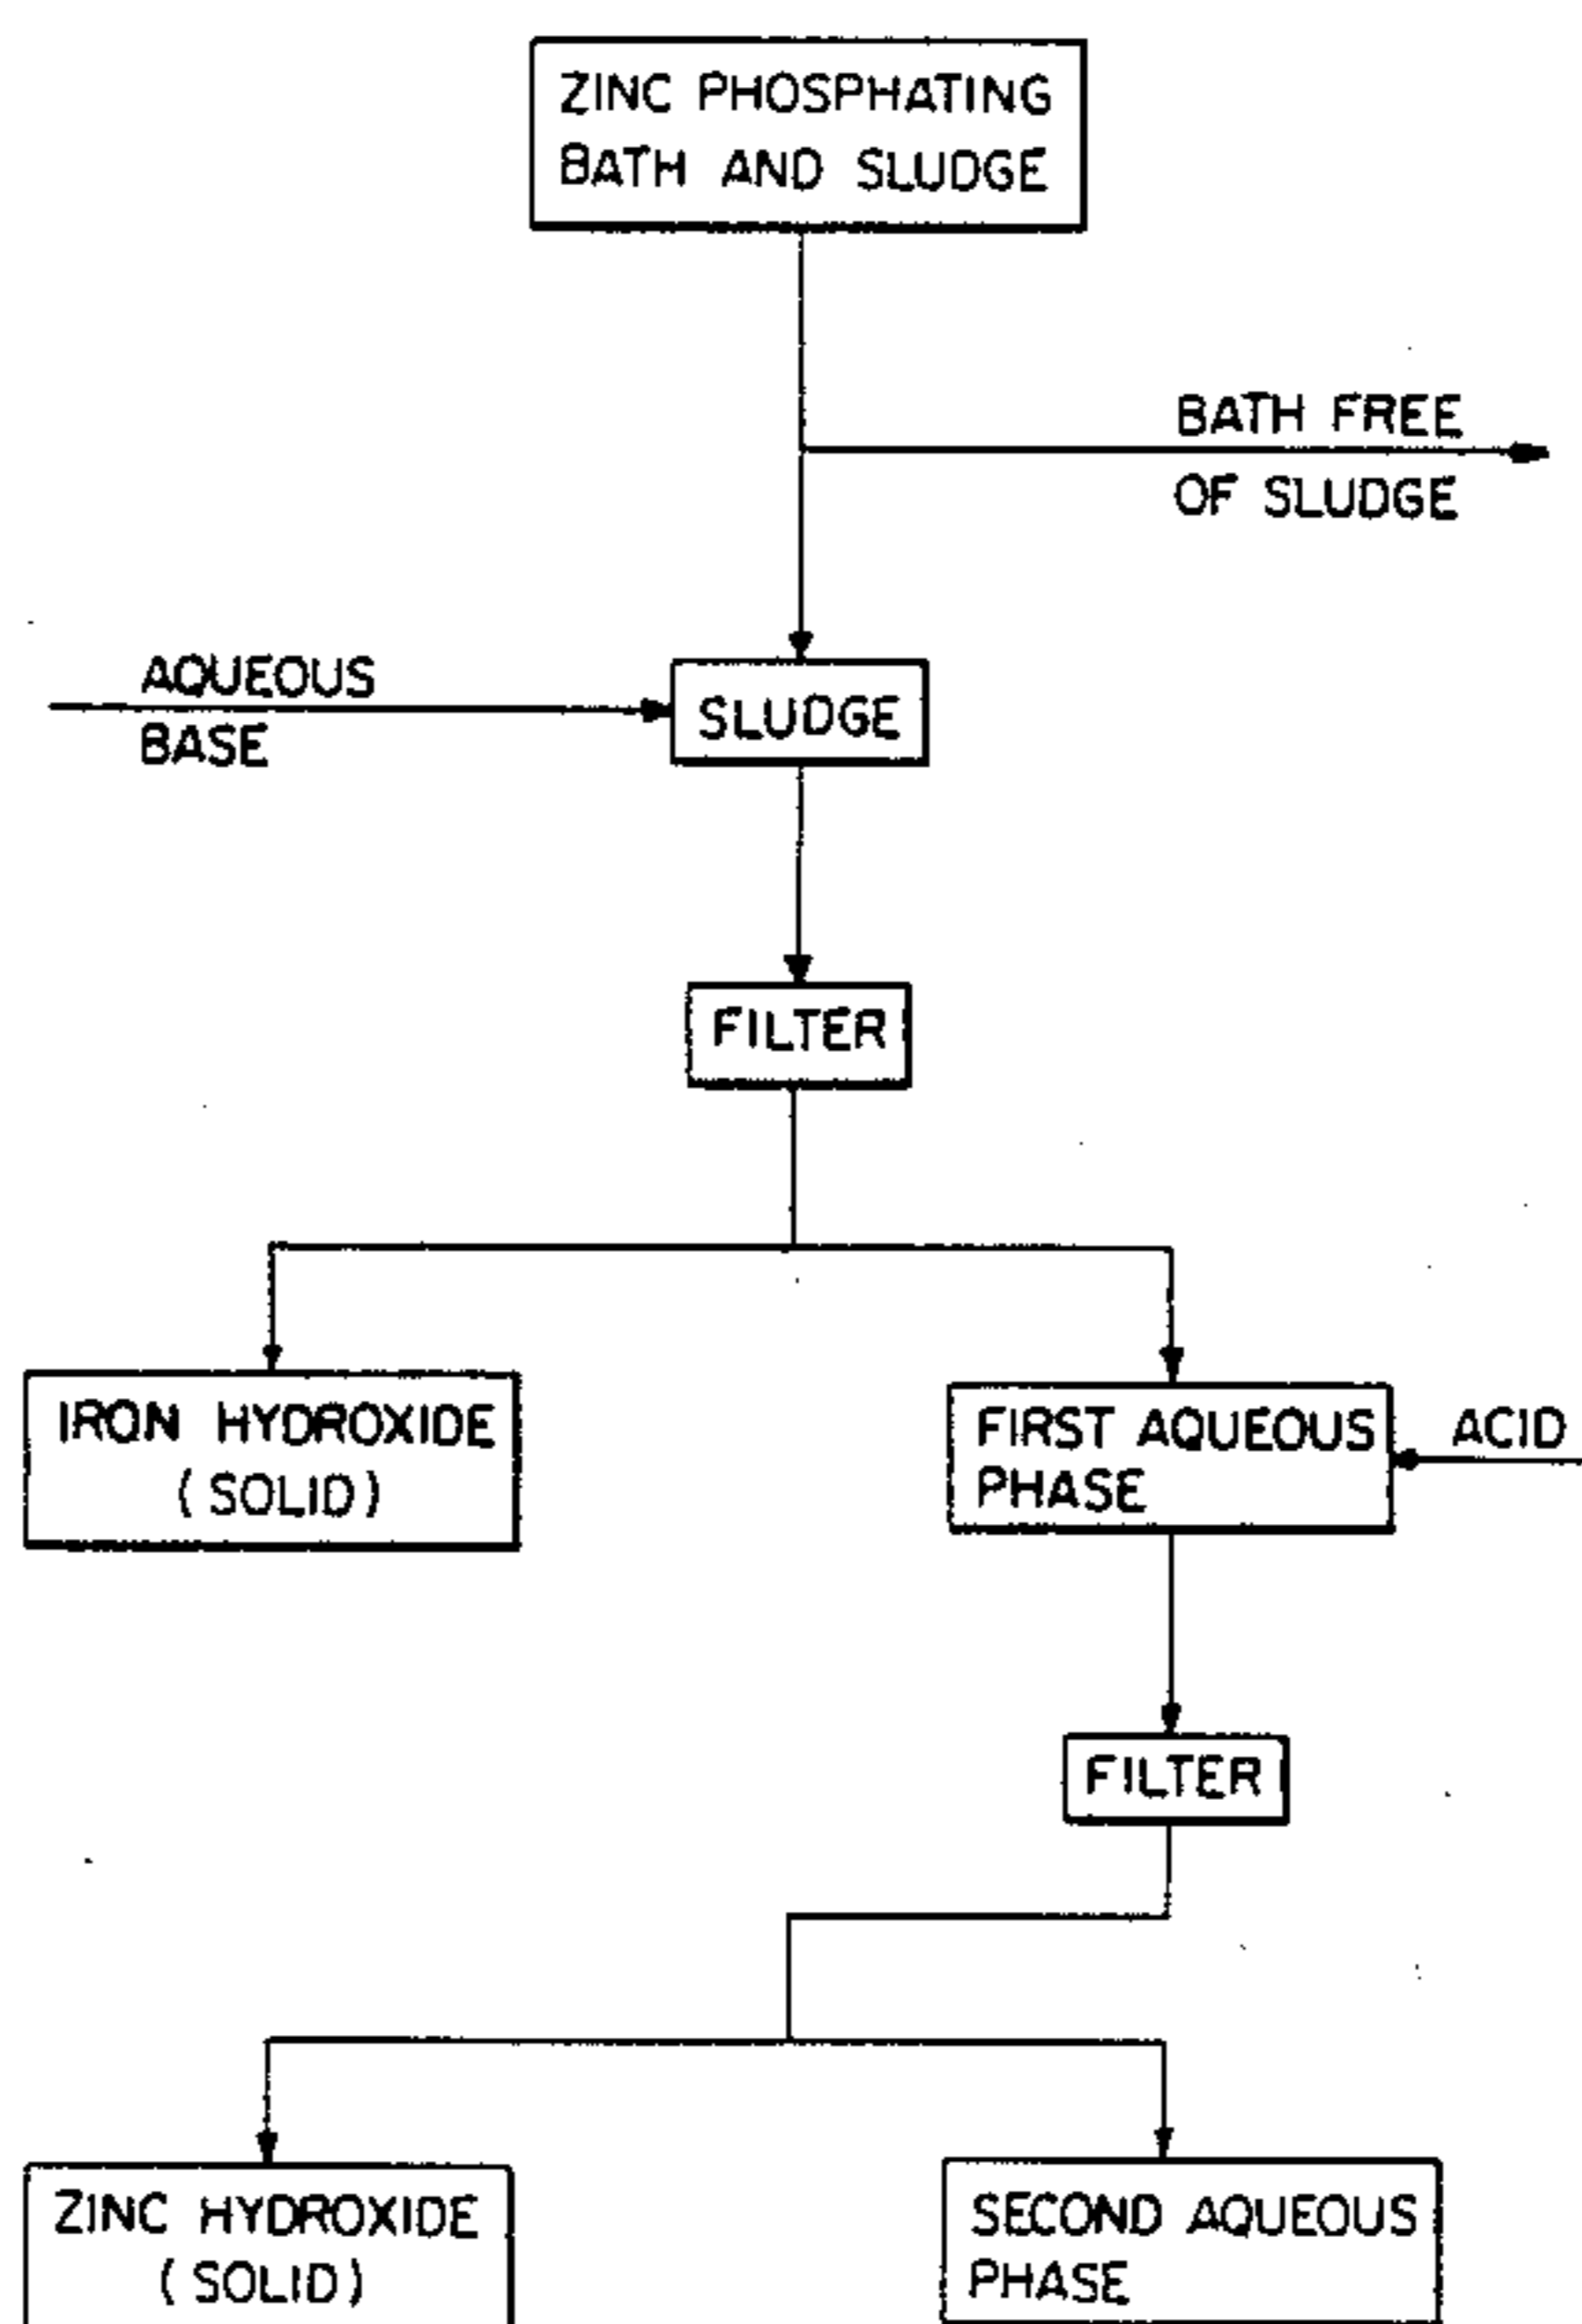 ZINC PHOSPHATING
BATH AND SLUDGE
BATH FREE
OF SLUDGE
AQUEOUS
BASE
SLUDGE
FILTER
IRON HYDROXIDE
(SOLID)
FIRST AQUEOUS
PHASE
ACID
FILTER
ZINC HYDROXIDE
(SOLID)
SECOND AQUEOUS
PHASE